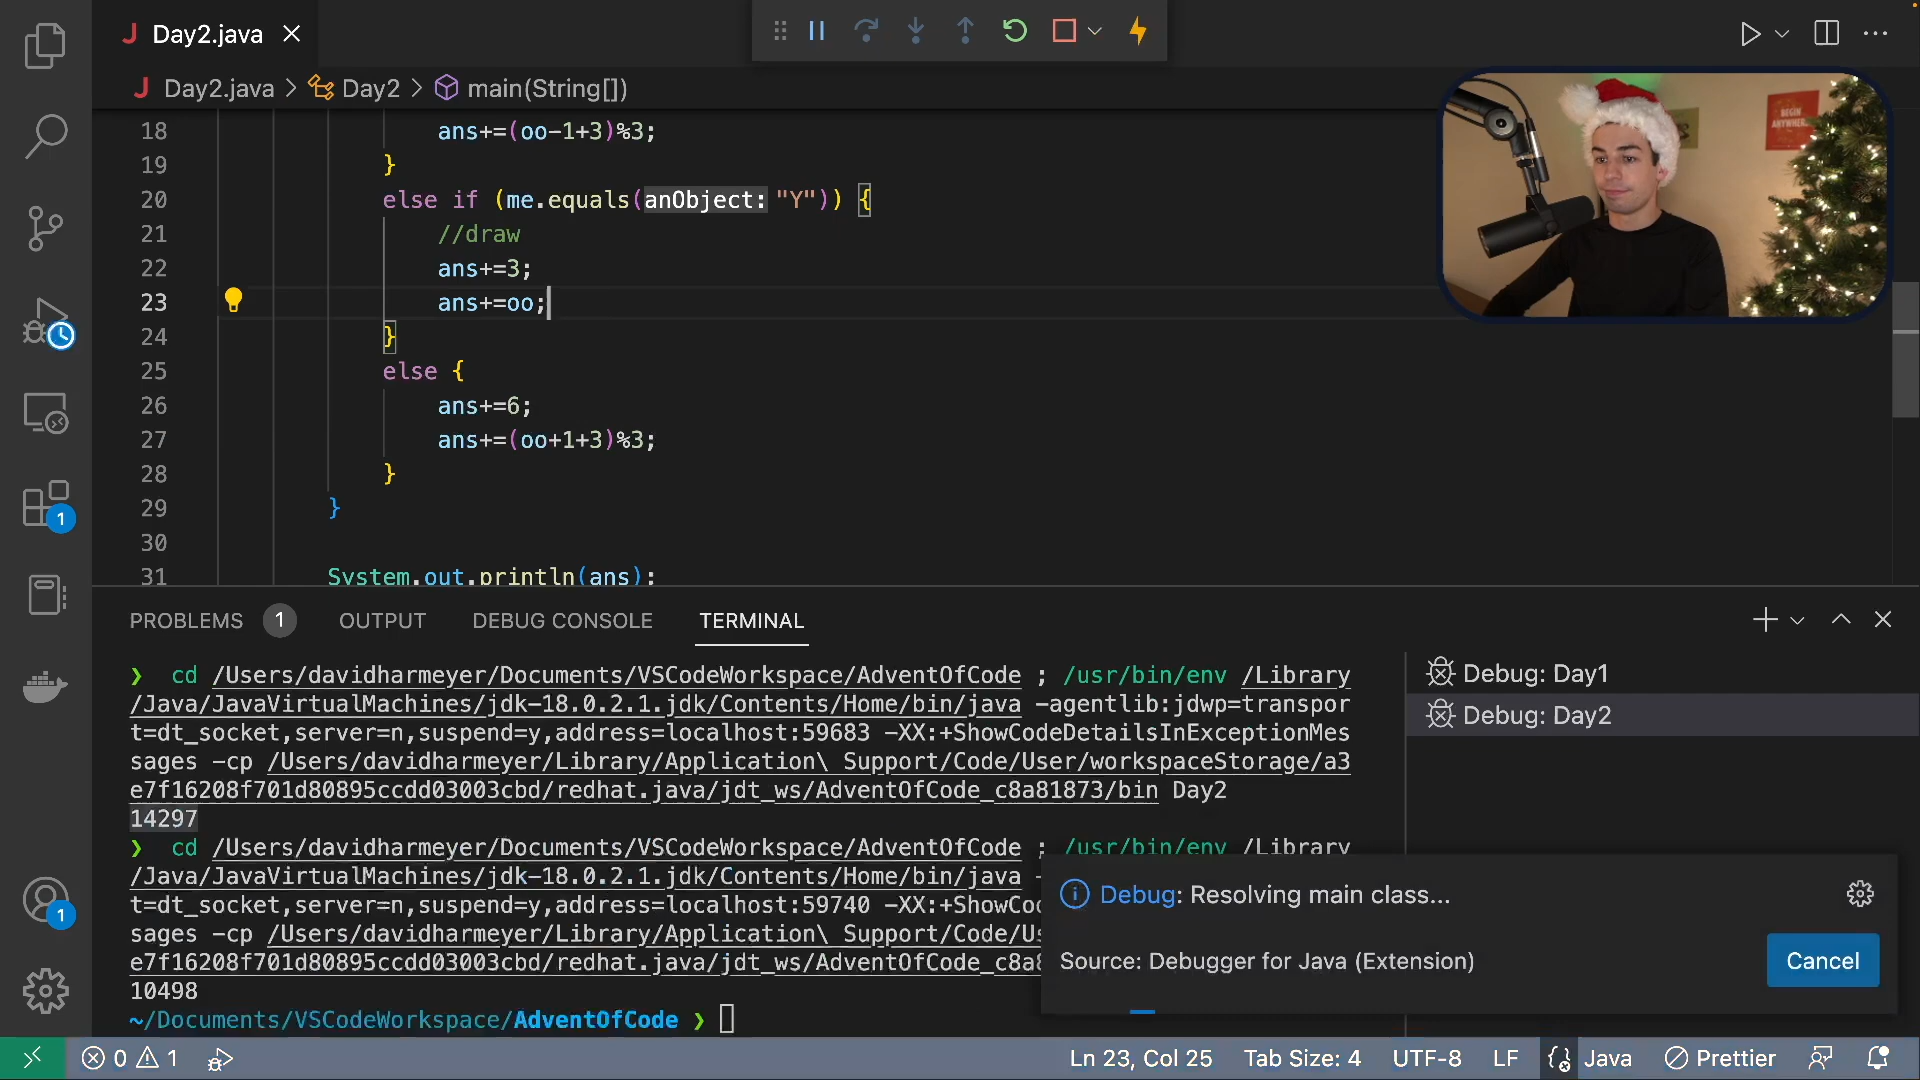 Day2.java
Day2.java > Day2 > main(String[])
18 ans+=(oo-1+3)%3;
19 }
20 else if (me.equals(anObject: "Y")) {
21 //draw
22 ans+=3;
23 ans+=oo;
24 }
25 else {
26 ans+=6;
27 ans+=(oo+1+3)%3;
28 }
29 }
30
31 System.out.println(ans);
BEGIN ANYWHERE.
PROBLEMS 1 OUTPUT DEBUG CONSOLE TERMINAL
❯ cd /Users/davidharmeyer/Documents/VSCodeWorkspace/AdventOfCode ; /usr/bin/env /Library
/Java/JavaVirtualMachines/jdk-18.0.2.1.jdk/Contents/Home/bin/java -agentlib:jdwp=transpor
t=dt_socket,server=n,suspend=y,address=localhost:59683 -XX:+ShowCodeDetailsInExceptionMes
sages -cp /Users/davidharmeyer/Library/Application\ Support/Code/User/workspaceStorage/a3
e7f16208f701d80895ccdd03003cbd/redhat.java/jdt_ws/AdventOfCode_c8a81873/bin Day2
14297
❯ cd /Users/davidharmeyer/Documents/VSCodeWorkspace/AdventOfCode ; /usr/bin/env /Library
/Java/JavaVirtualMachines/jdk-18.0.2.1.jdk/Contents/Home/bin/java -
t=dt_socket,server=n,suspend=y,address=localhost:59740 -XX:+ShowCo
sages -cp /Users/davidharmeyer/Library/Application\ Support/Code/Us
e7f16208f701d80895ccdd03003cbd/redhat.java/jdt_ws/AdventOfCode_c8a8
10498
~/Documents/VSCodeWorkspace/AdventOfCode ❯
Debug: Day1
Debug: Day2
Debug: Resolving main class...
Source: Debugger for Java (Extension)
Cancel
1
1
0 1
Ln 23, Col 25 Tab Size: 4 UTF-8 LF Java Prettier